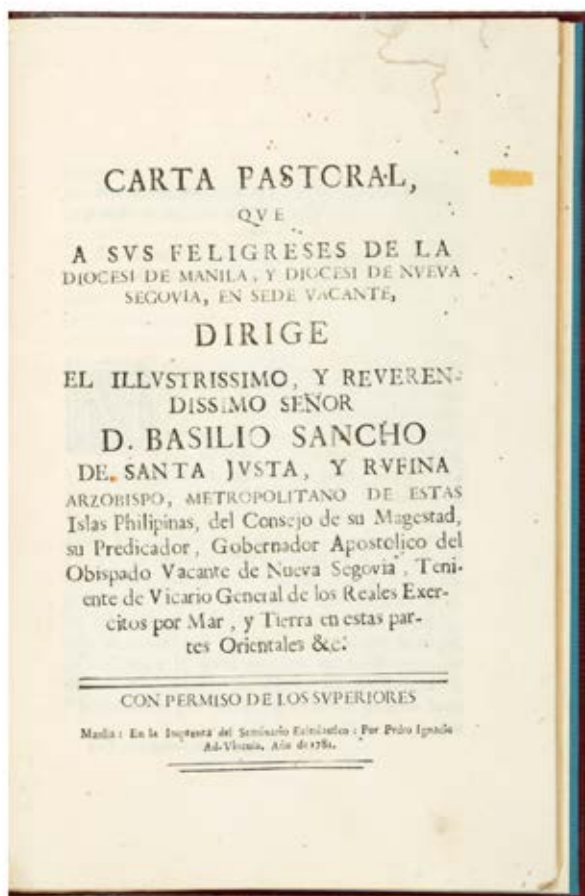 CARTA PASTORAL,
QVE
A SVS FELIGRESES DE LA
DIOCESI DE MANILA, Y DIOCESI DE NVEVA
SEGOVIA, EN SEDE VACANTE,
DIRIGE
EL ILLVSTRISSIMO, Y REVEREN-
DISSIMO SEÑOR
D. BASILIO SANCHO
DE SANTA JVSTA, Y RVFINA
ARZOBISPO, METROPOLITANO DE ESTAS
Islas Philipinas, del Consejo de su Magestad,
su Predicador, Gobernador Apostolico del
Obispado Vacante de Nueva Segovia, Teni-
ente de Vicario General de los Reales Exer-
citos por Mar, y Tierra en estas par-
tes Orientales &c.
CON PERMISO DE LOS SVPERIORES
Manila: En la Imprenta del Seminario Eclesiastico: Por Pedro Ignacio
Ad-Vincula. Año de 1781.